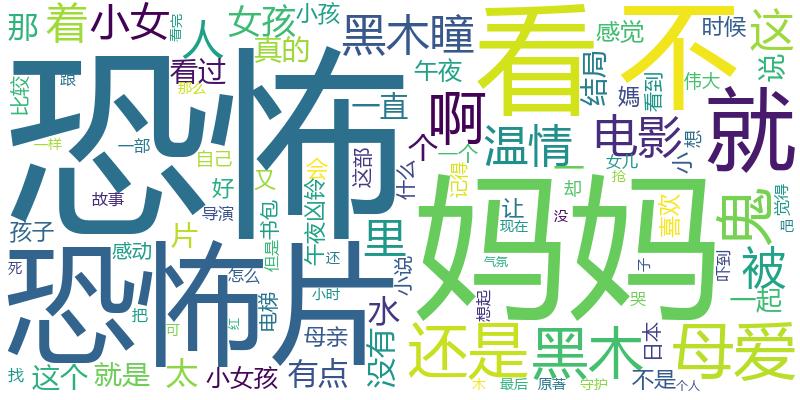 那
着
小女
看完
人
女孩
小孩
真的
黑木瞳
看
不
感觉
时候
这
说
比较
跟
看过
那么
恐怖
午夜
一直
啊
结局
媽
看到
伟大
就
一样
一部
自己
会
个
温情
电影
小
想
故事
好
又
午夜凶铃
这部
什么
一个
记得
一
却
女儿
抢
导演
但是
书包
里
让
现在
没
妈妈
喜欢
鬼
觉得
吧
孩子
感动
片
还
小说
气氛
子
吓到
被
死
恐怖片
怎么
电梯
小时
水
想起
哭
一起
把
可
红
母亲
没有
还是
黑木
日本
母爱
找
这个
就是
太
小女孩
有点
木
最后
原著
守护
不是
个人